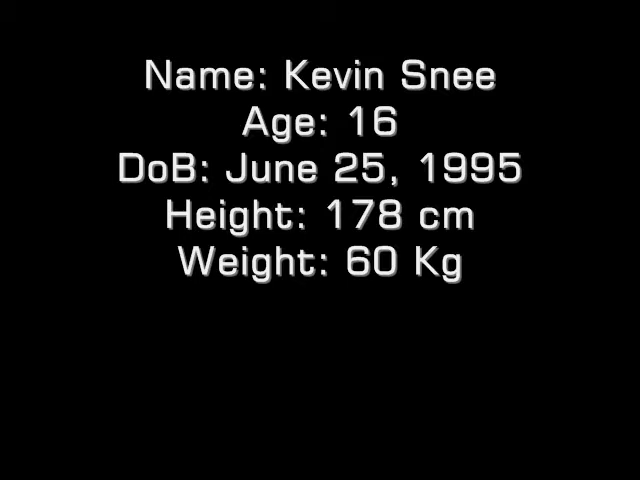 Name: Kevin Snee
Age: 16
DoB: June 25, 1995
Height: 178 cm
Weight: 60 Kg